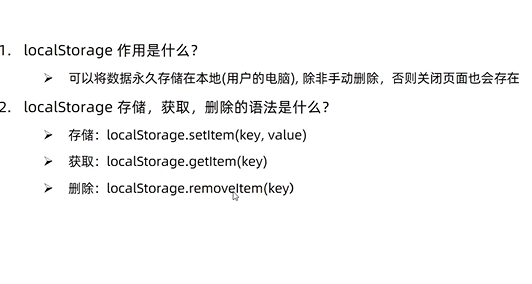 1. localStorage 作用是什么?
➢ 可以将数据永久存储在本地(用户的电脑), 除非手动删除，否则关闭页面也会存在
2. localStorage 存储，获取，删除的语法是什么?
➢ 存储：localStorage.setItem(key, value)
➢ 获取：localStorage.getItem(key)
➢ 删除：localStorage.removeItem(key)